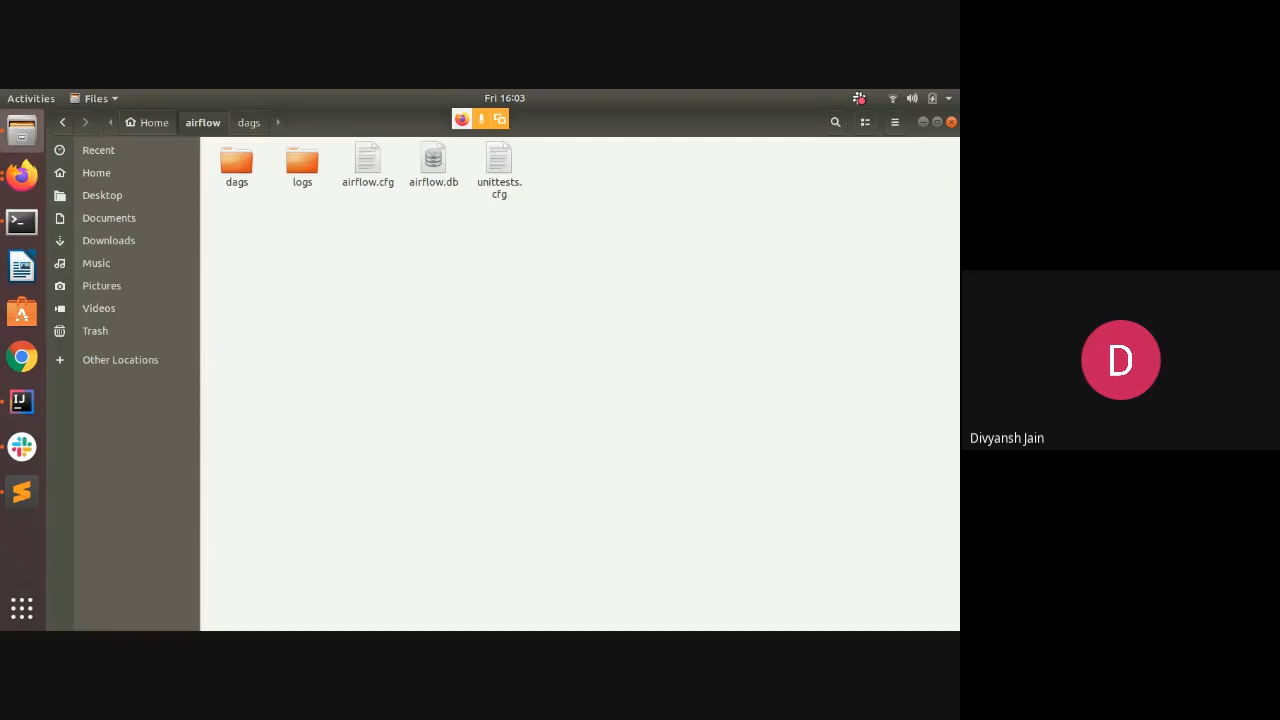 Activities
Files
Fri 16:03
Home
airflow
dags
Recent
Home
Desktop
Documents
Downloads
Music
Pictures
Videos
Trash
Other Locations
dags
logs
airflow.cfg
airflow.db
unittests.
cfg
IJ
D
Divyansh Jain